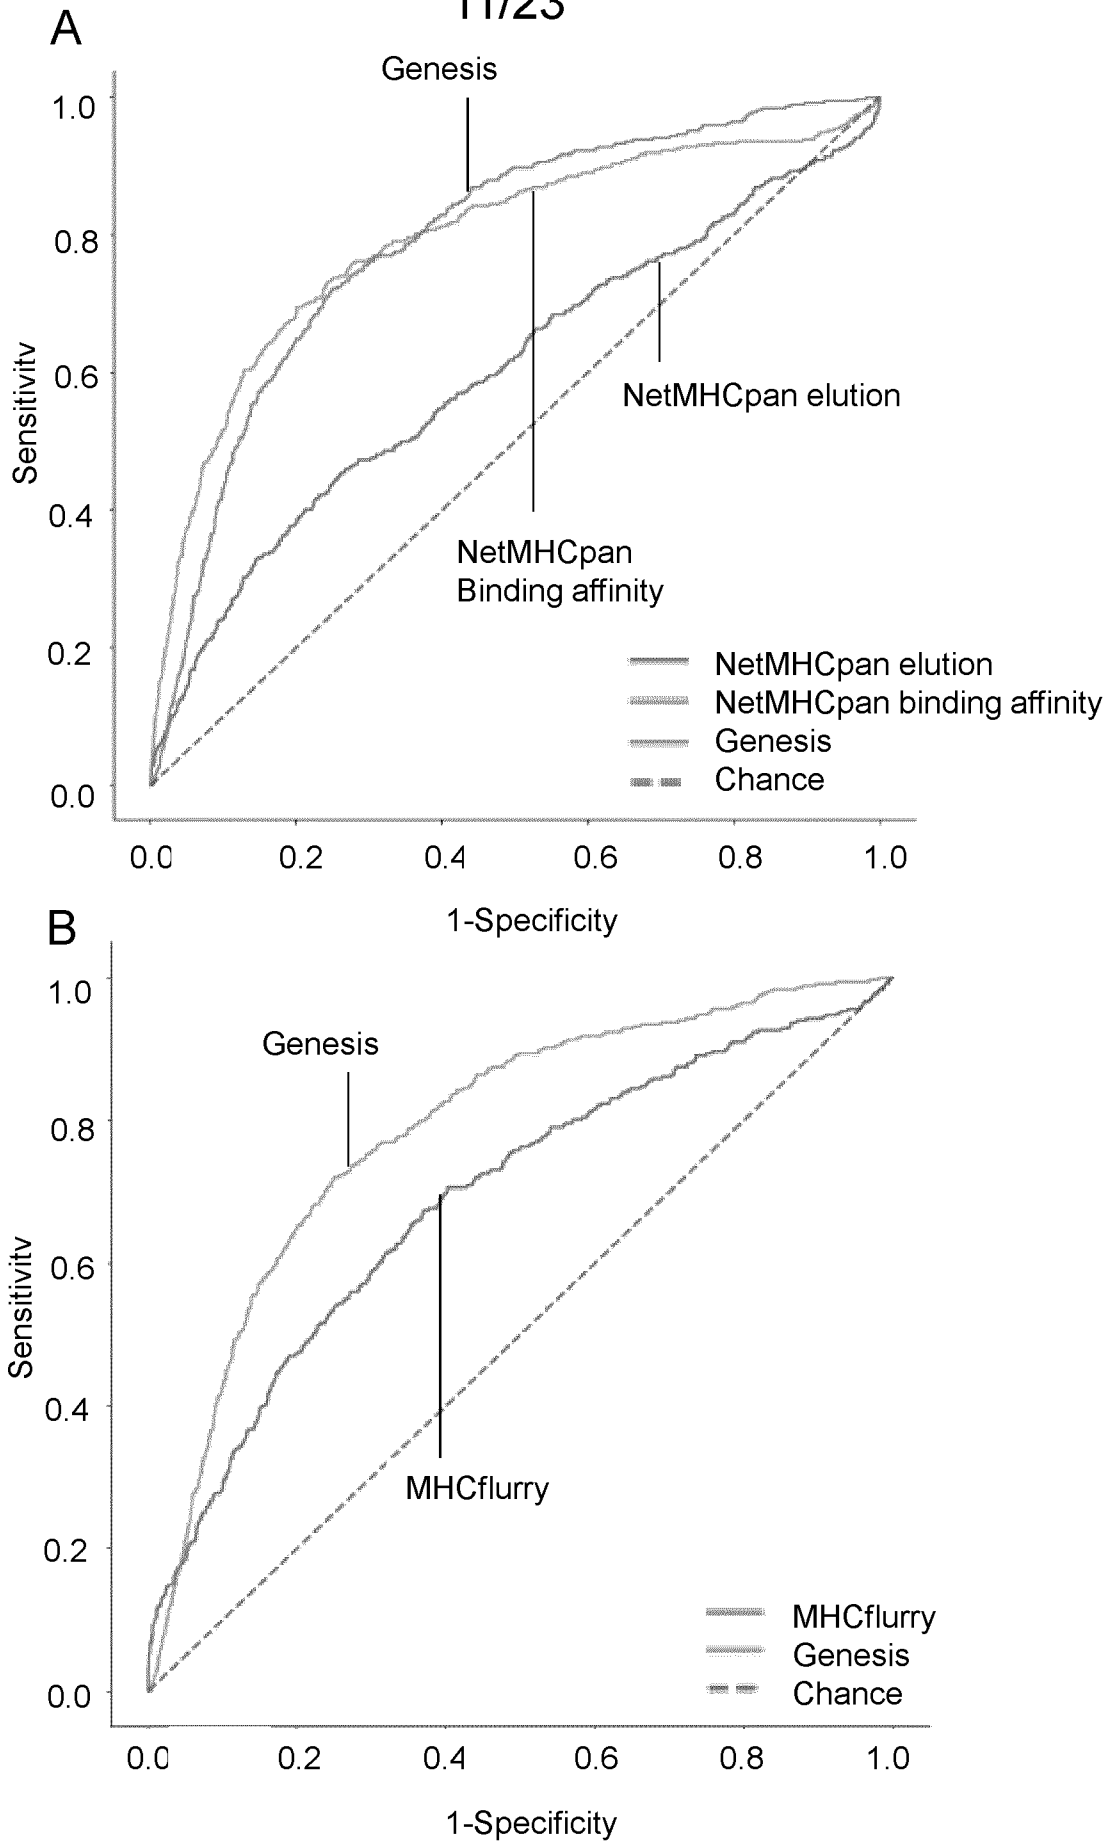 11/23
A
Genesis
1.0
0.8
0.6
0.4
0.2
0.0
Sensitivity
NetMHCpan elution
NetMHCpan
Binding affinity
NetMHCpan elution
NetMHCpan binding affinity
Genesis
Chance
0.0 0.2 0.4 0.6 0.8 1.0
1-Specificity
B
Genesis
1.0
0.8
0.6
0.4
0.2
0.0
Sensitivity
MHCflurry
MHCflurry
Genesis
Chance
0.0 0.2 0.4 0.6 0.8 1.0
1-Specificity